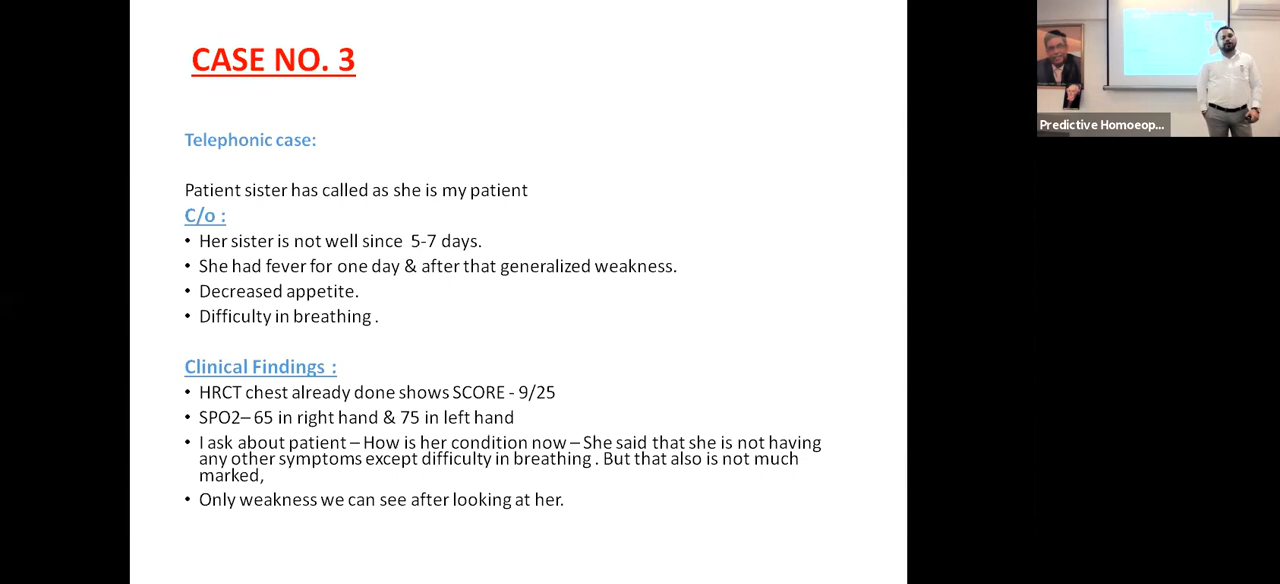 CASE NO. 3
Telephonic case:
Patient sister has called as she is my patient
C/o :
• Her sister is not well since 5-7 days.
• She had fever for one day & after that generalized weakness.
• Decreased appetite.
• Difficulty in breathing .
Clinical Findings :
• HRCT chest already done shows SCORE - 9/25
• SPO2– 65 in right hand & 75 in left hand
• I ask about patient – How is her condition now – She said that she is not having
any other symptoms except difficulty in breathing . But that also is not much
marked,
• Only weakness we can see after looking at her.
Predictive Homoeop...